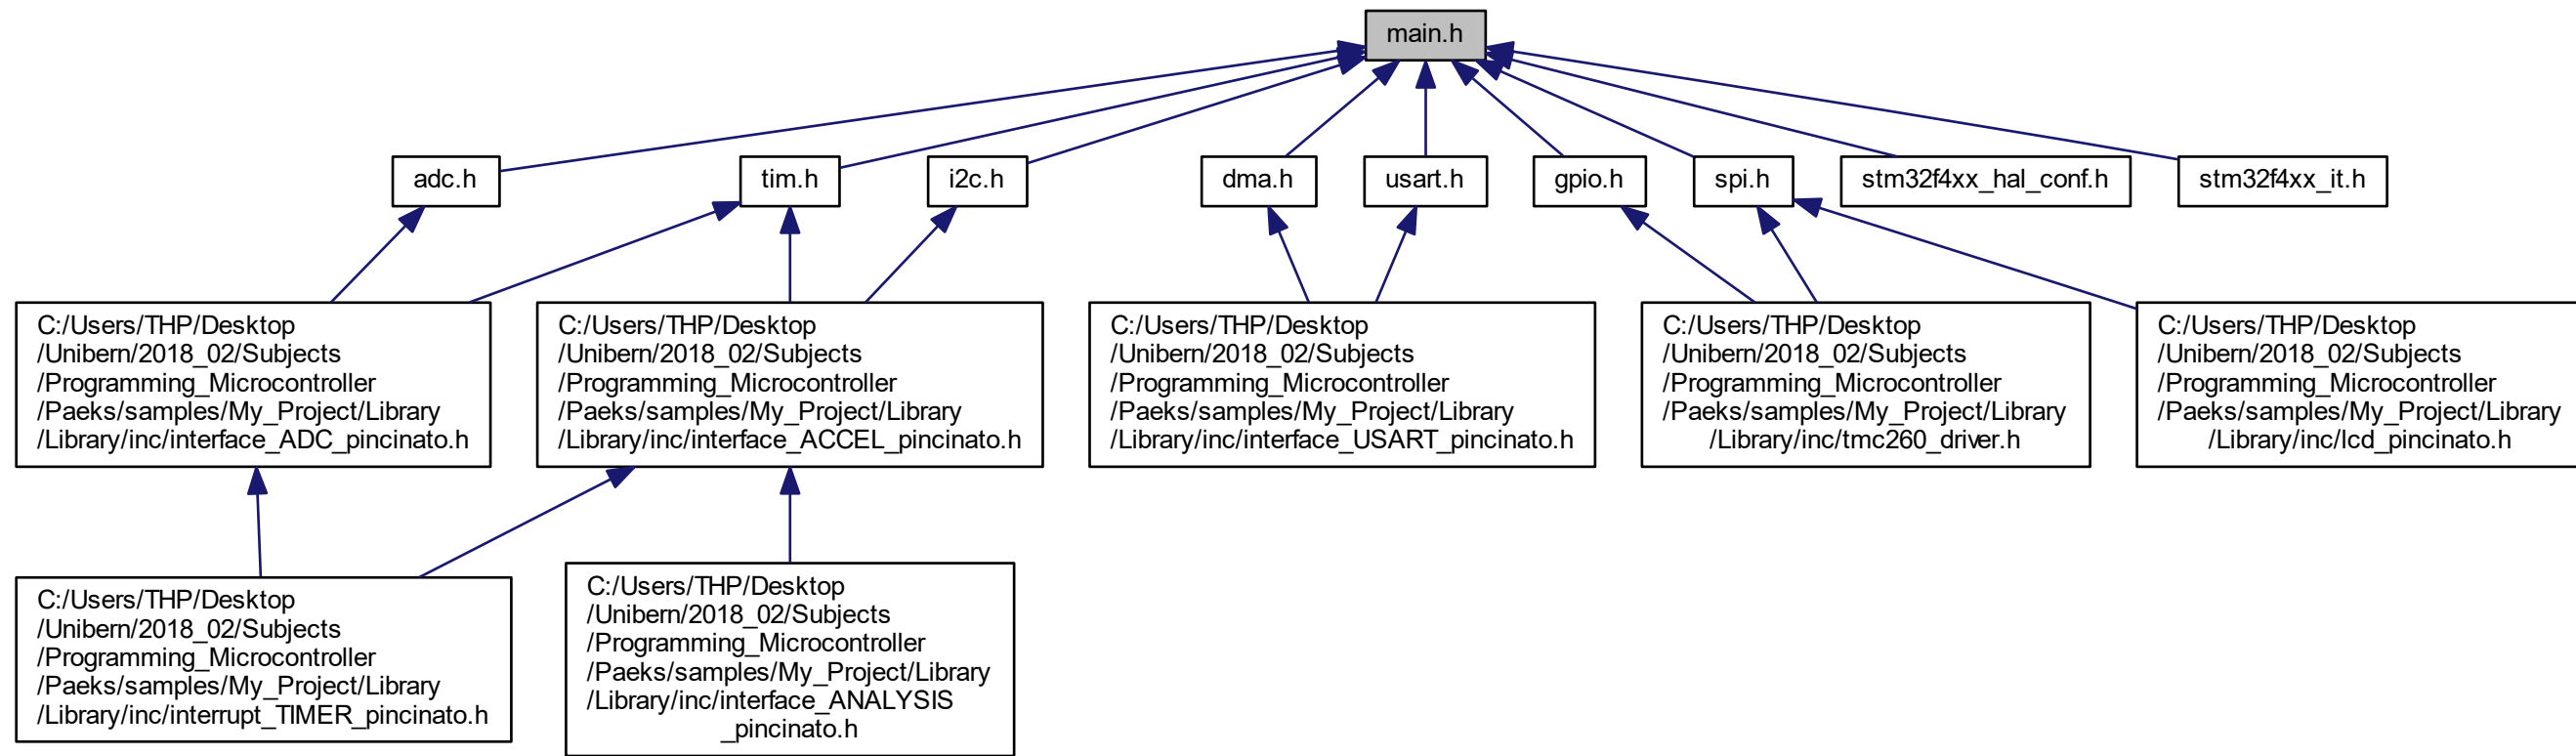 main.h
adc.h
tim.h
i2c.h
dma.h
usart.h
gpio.h
spi.h
stm32f4xx_hal_conf.h
stm32f4xx_it.h
C:/Users/THP/Desktop
/Unibern/2018_02/Subjects
/Programming_Microcontroller
/Paeks/samples/My_Project/Library
/Library/inc/interface_ADC_pincinato.h
C:/Users/THP/Desktop
/Unibern/2018_02/Subjects
/Programming_Microcontroller
/Paeks/samples/My_Project/Library
/Library/inc/interface_ACCEL_pincinato.h
C:/Users/THP/Desktop
/Unibern/2018_02/Subjects
/Programming_Microcontroller
/Paeks/samples/My_Project/Library
/Library/inc/interface_USART_pincinato.h
C:/Users/THP/Desktop
/Unibern/2018_02/Subjects
/Programming_Microcontroller
/Paeks/samples/My_Project/Library
/Library/inc/tmc260_driver.h
C:/Users/THP/Desktop
/Unibern/2018_02/Subjects
/Programming_Microcontroller
/Paeks/samples/My_Project/Library
/Library/inc/lcd_pincinato.h
C:/Users/THP/Desktop
/Unibern/2018_02/Subjects
/Programming_Microcontroller
/Paeks/samples/My_Project/Library
/Library/inc/interrupt_TIMER_pincinato.h
C:/Users/THP/Desktop
/Unibern/2018_02/Subjects
/Programming_Microcontroller
/Paeks/samples/My_Project/Library
/Library/inc/interface_ANALYSIS
_pincinato.h